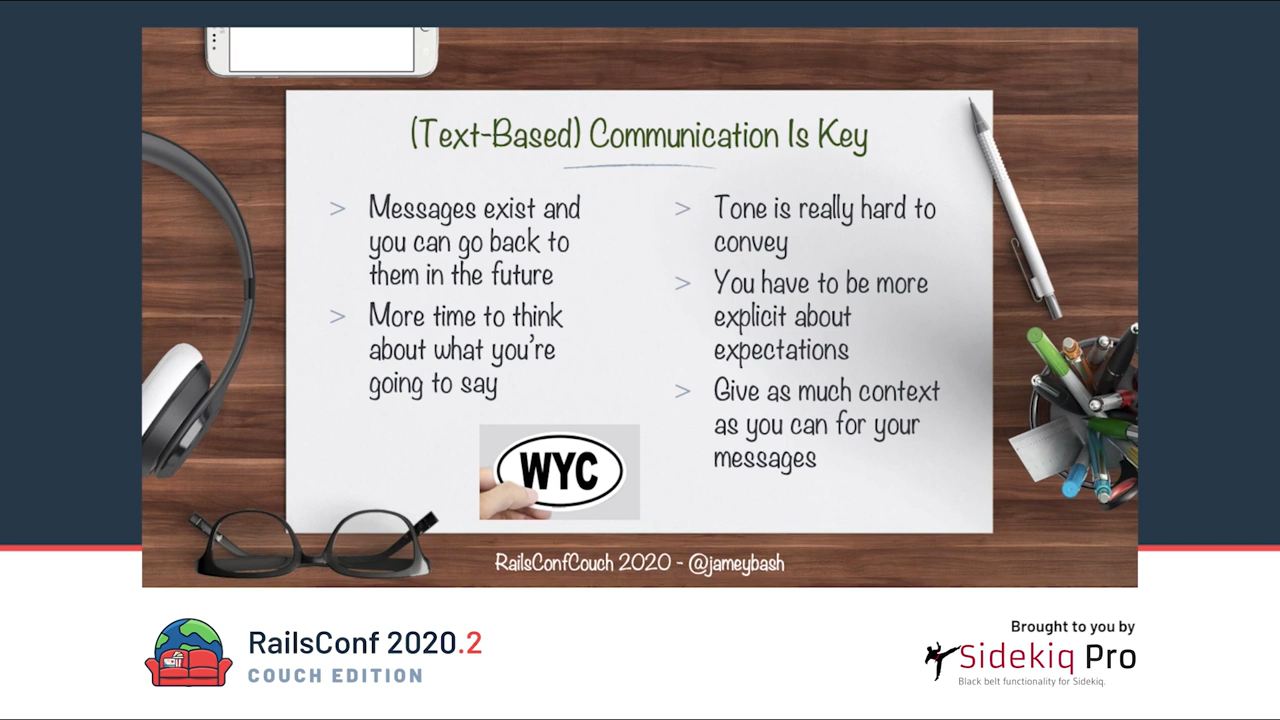 (Text-Based) Communication Is Key
> Messages exist and
you can go back to
them in the future
> More time to think
about what you're
going to say
> Tone is really hard to
convey
> You have to be more
explicit about
expectations
> Give as much context
as you can for your
messages
WYC
RailsConfCouch 2020 - @jameybash
RailsConf 2020.2
COUCH EDITION
Brought to you by
Sidekiq Pro
Black belt functionality for Sidekiq.